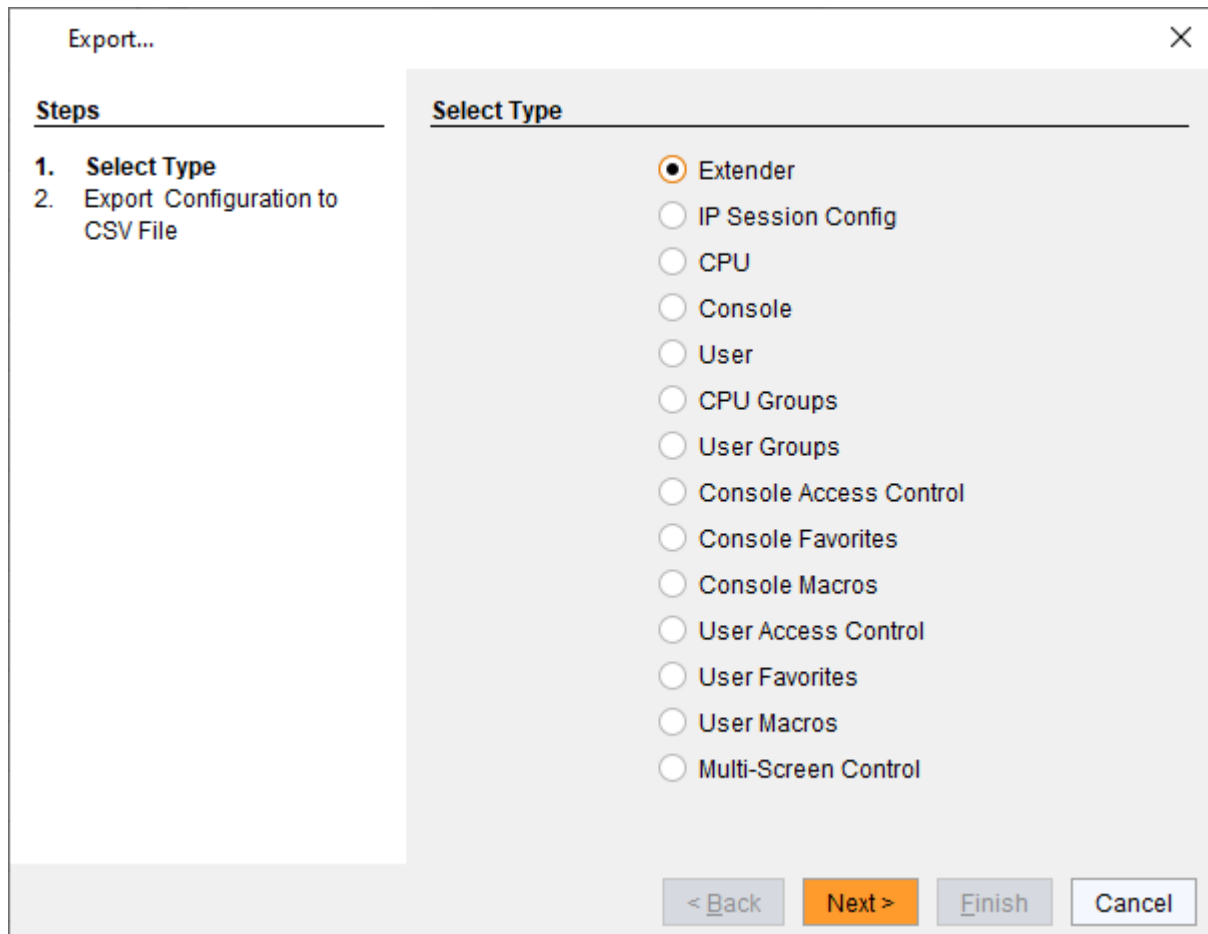 Export...
Steps
1. Select Type
2. Export Configuration to
CSV File
Select Type
Extender
IP Session Config
CPU
Console
User
CPU Groups
User Groups
Console Access Control
Console Favorites
Console Macros
User Access Control
User Favorites
User Macros
Multi-Screen Control
< Back Next > Finish Cancel